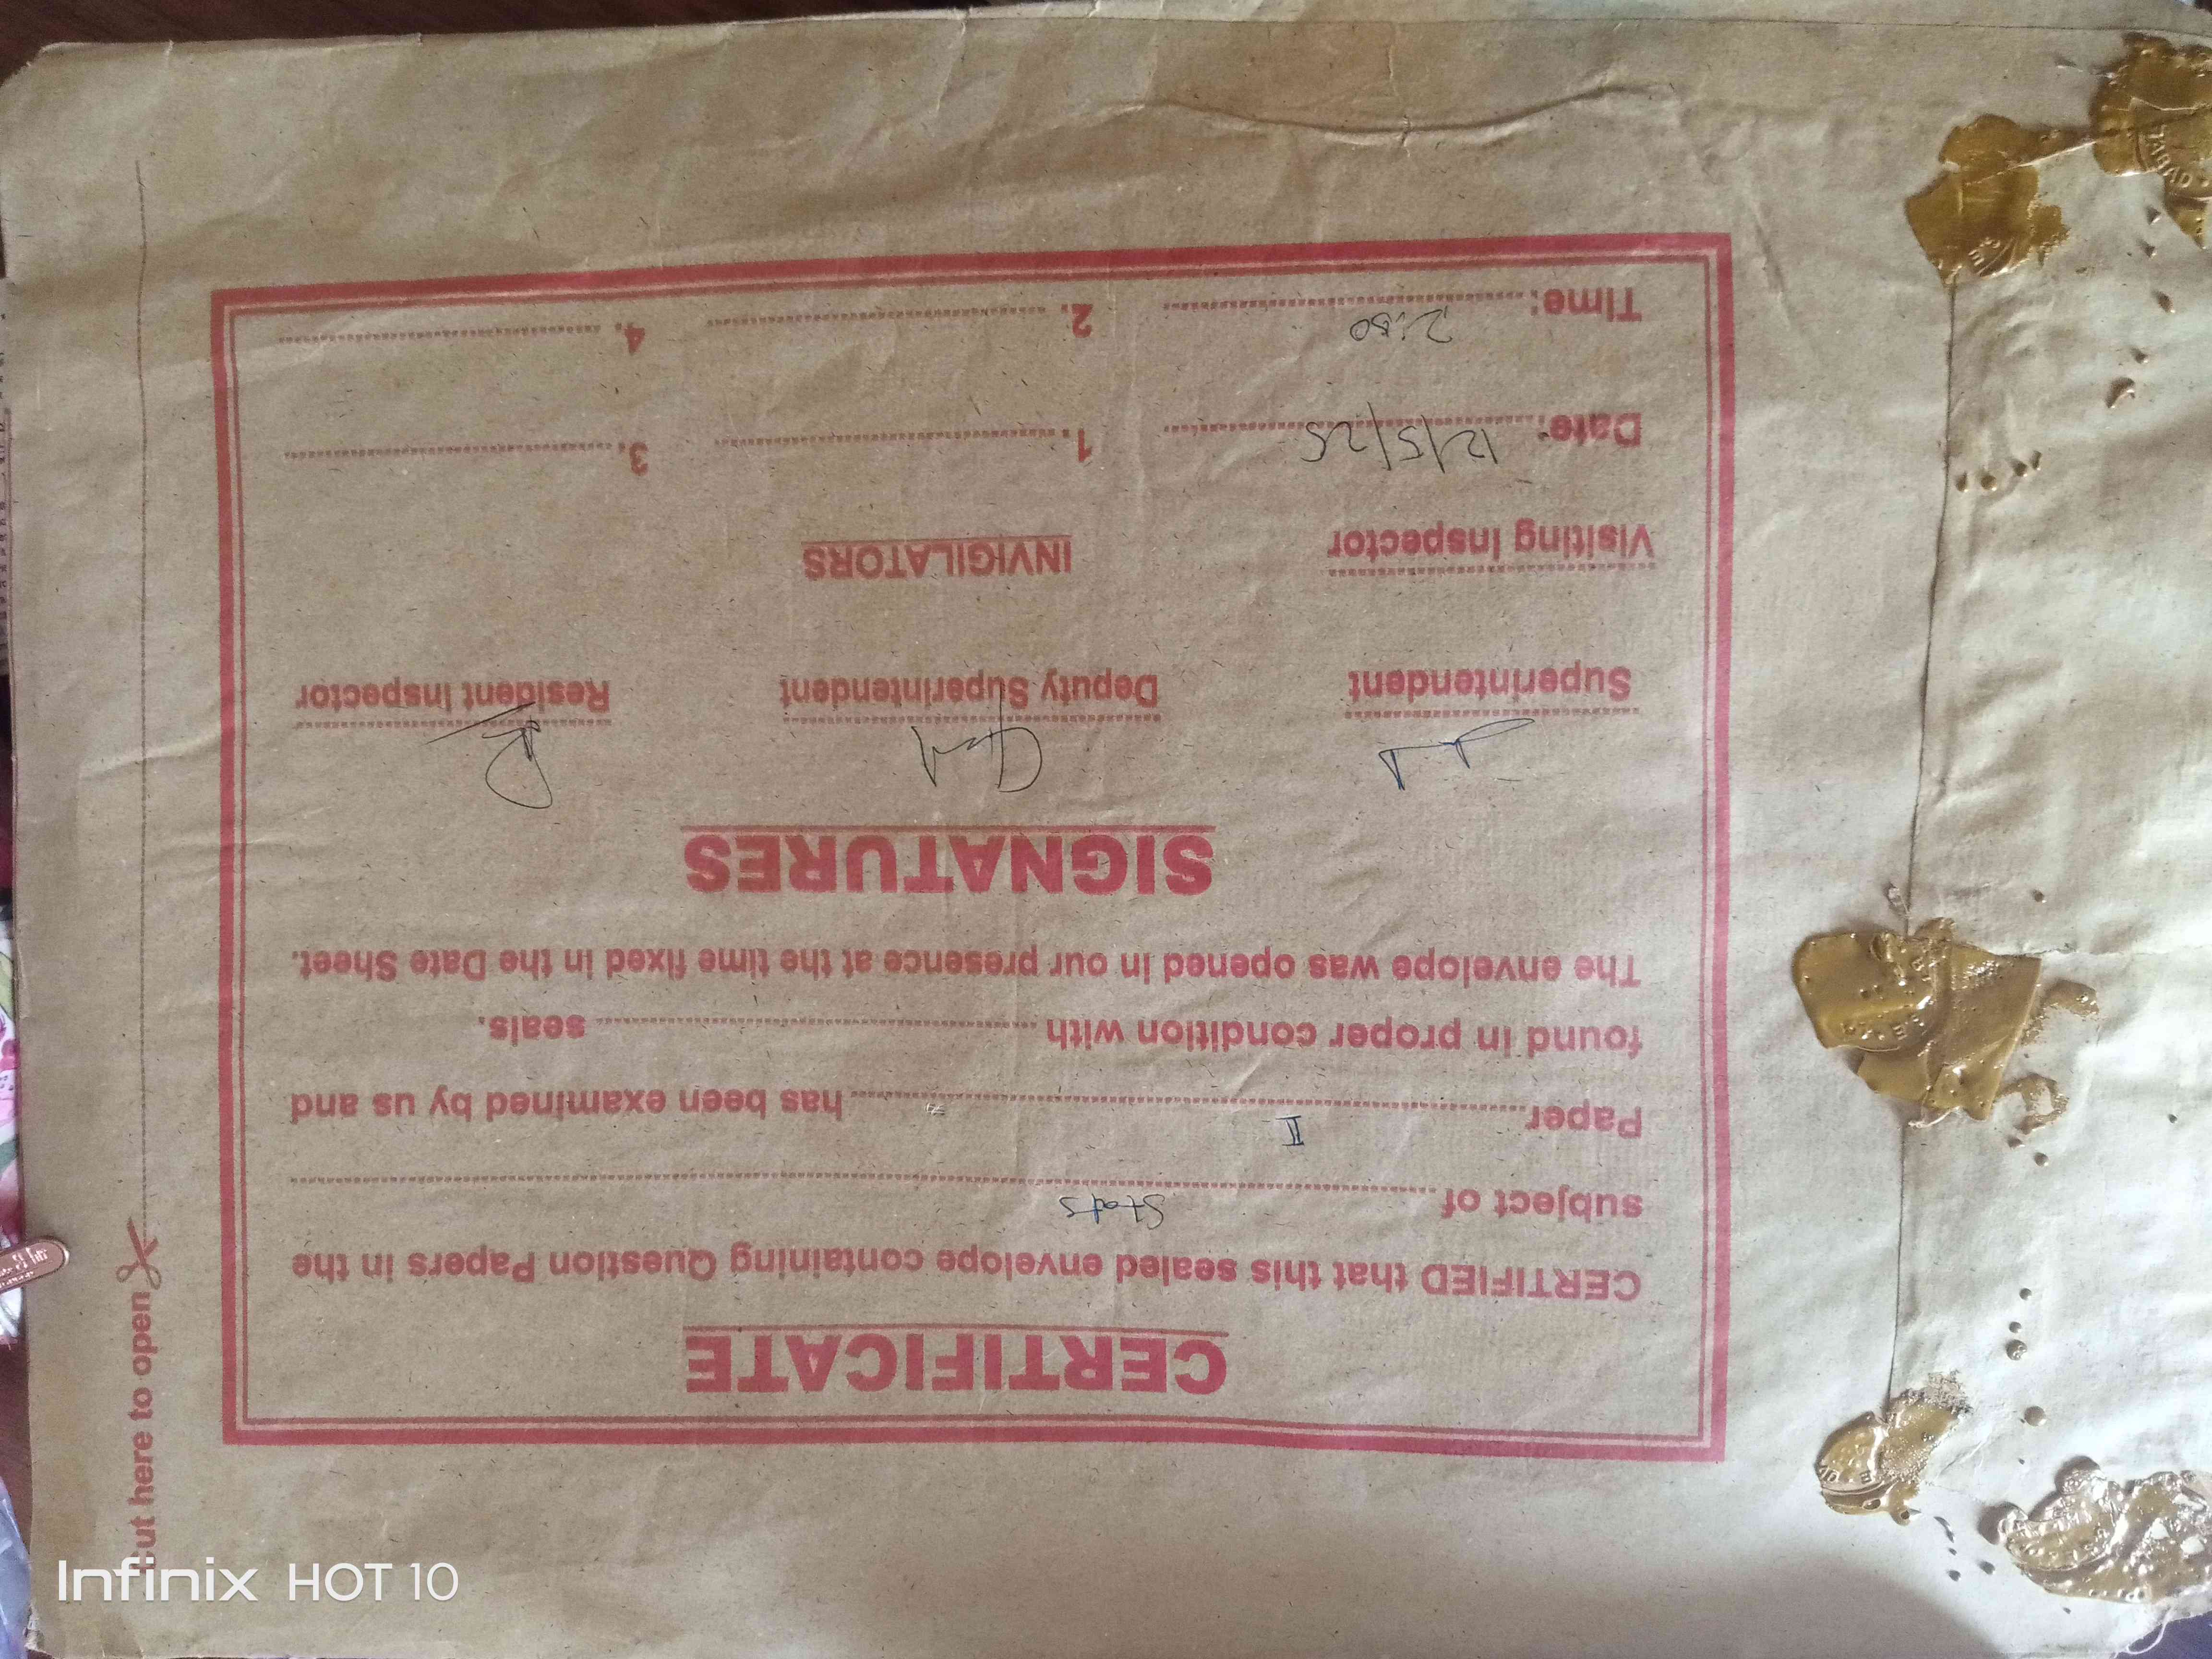 CERTIFICATE
CERTIFIED that this sealed envelope containing Question Papers in the
subject of Stats
Paper II has been examined by us and
found in proper condition with seals.
The envelope was opened in our presence at the time fixed in the Date Sheet.
SIGNATURES
Superintendent Deputy Superintendent Resident Inspector
Visiting Inspector INVIGILATORS
Date: 12/5/25 1. 3.
Time: 2:00 2. 4.
Cut here to open
Infinix HOT 10